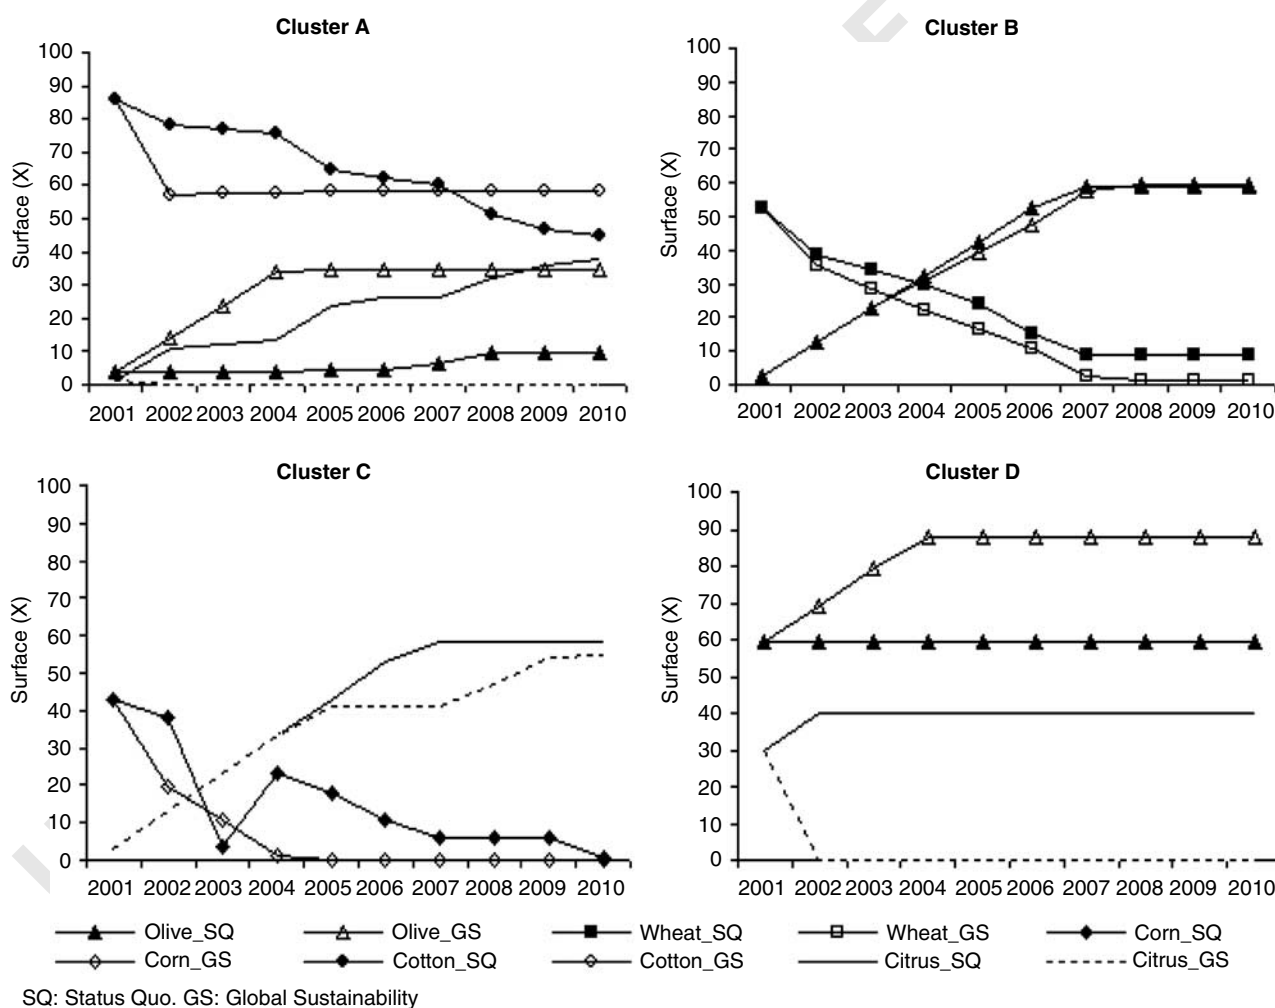 Cluster A
100
90
80
70
60
50
40
30
20
10
0
Surface (X)
2001 2002 2003 2004 2005 2006 2007 2008 2009 2010
Cluster B
100
90
80
70
60
50
40
30
20
10
0
Surface (X)
2001 2002 2003 2004 2005 2006 2007 2008 2009 2010
Cluster C
100
90
80
70
60
50
40
30
20
10
0
Surface (X)
2001 2002 2003 2004 2005 2006 2007 2008 2009 2010
Cluster D
100
90
80
70
60
50
40
30
20
10
0
Surface (X)
2001 2002 2003 2004 2005 2006 2007 2008 2009 2010
Olive_SQ Olive_GS Wheat_SQ Wheat_GS Corn_SQ
Corn_GS Cotton_SQ Cotton_GS Citrus_SQ Citrus_GS
SQ: Status Quo. GS: Global Sustainability